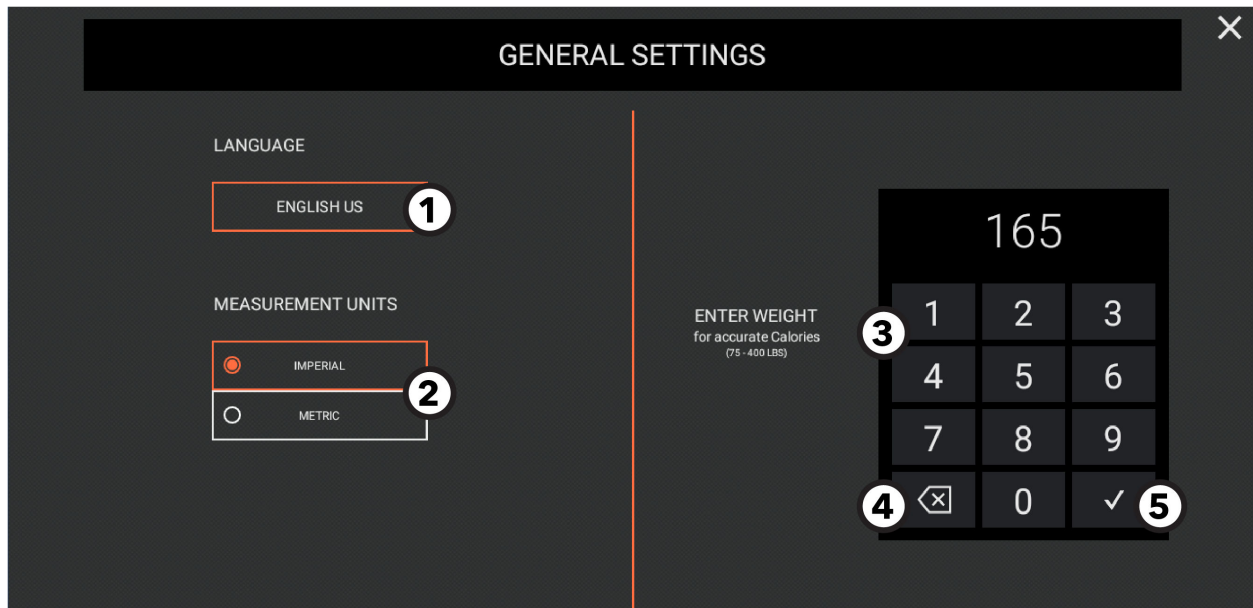 GENERAL SETTINGS
LANGUAGE
ENGLISH US
1
MEASUREMENT UNITS
IMPERIAL
2
METRIC
ENTER WEIGHT
for accurate Calories
(75 - 400 LBS)
165
3
1 2 3
4 5 6
7 8 9
4
0
5